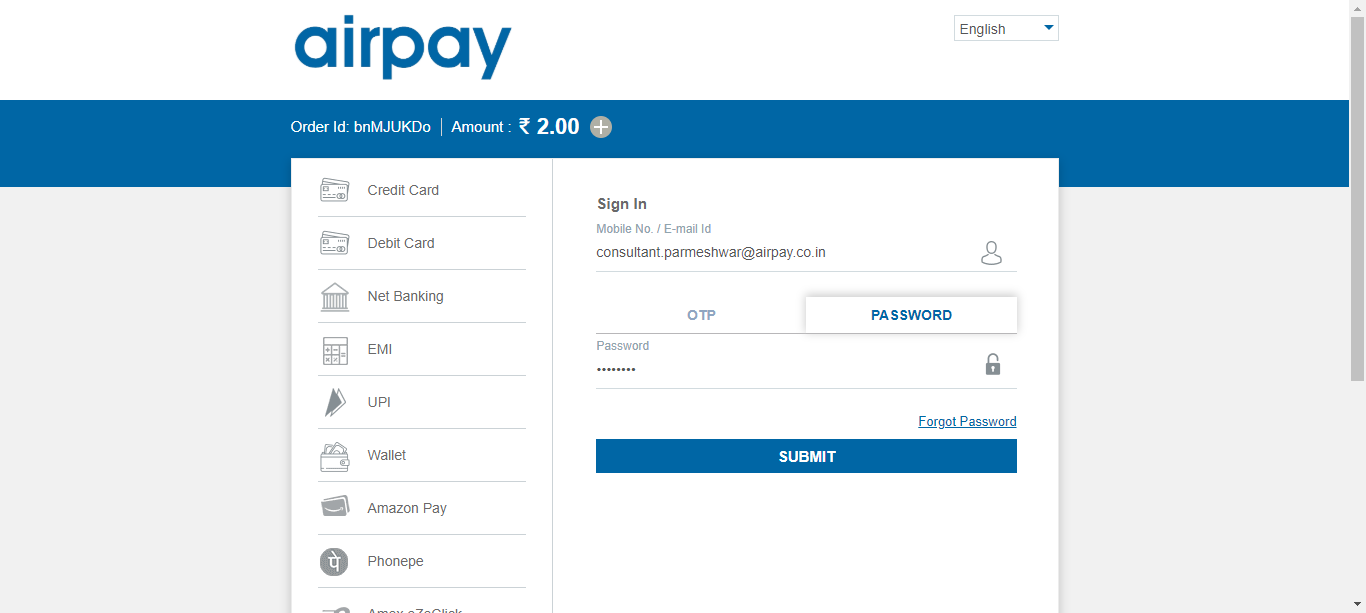 airpay
English
Order Id: bnMJUKDo | Amount : ₹ 2.00
Credit Card
Debit Card
Net Banking
EMI
UPI
Wallet
Amazon Pay
Phonepe
Sign In
Mobile No. / E-mail Id
consultant.parmeshwar@airpay.co.in
OTP PASSWORD
Password
••••••••
Forgot Password
SUBMIT